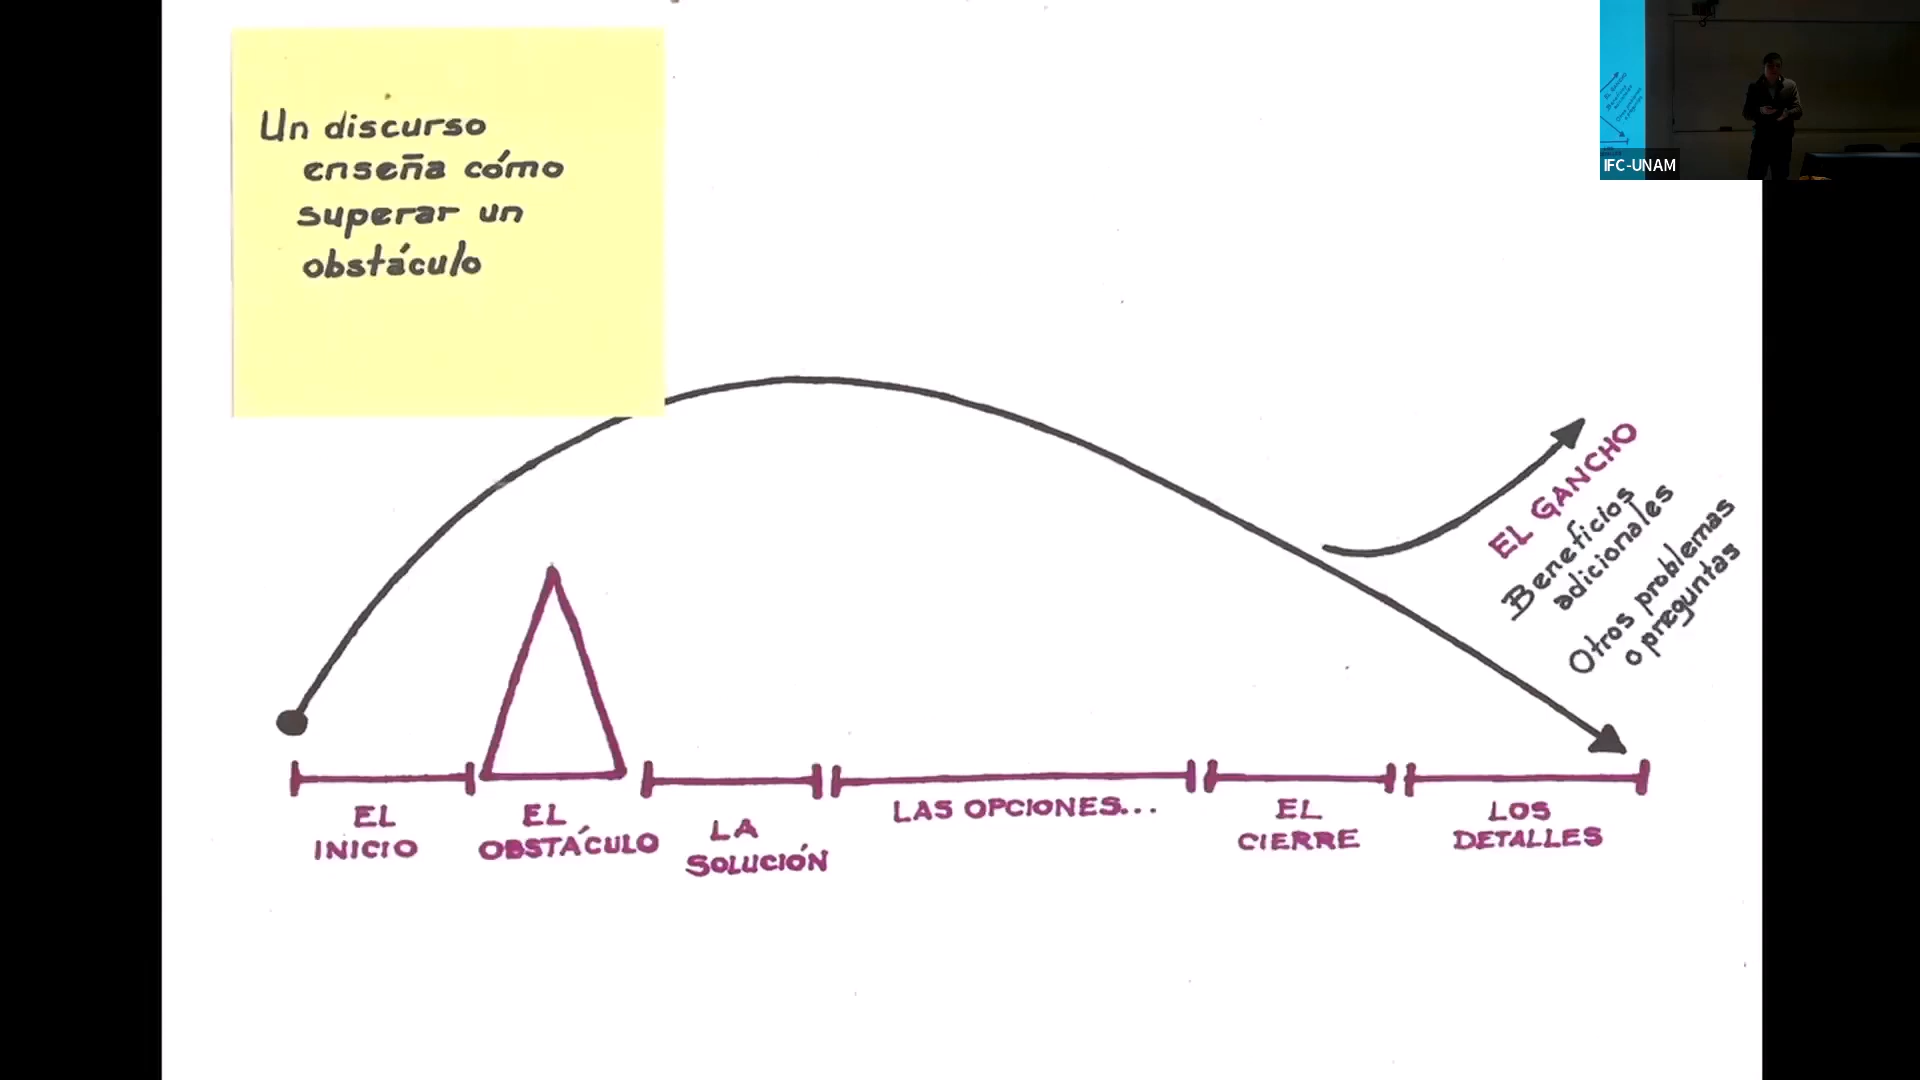 Un discurso
enseña cómo
superar un
obstáculo
EL GANCHO
Beneficios
adicionales
Otros problemas
o preguntas
EL
INICIO
EL
OBSTÁCULO
LA
SOLUCIÓN
LAS OPCIONES...
EL
CIERRE
LOS
DETALLES
IFC-UNAM